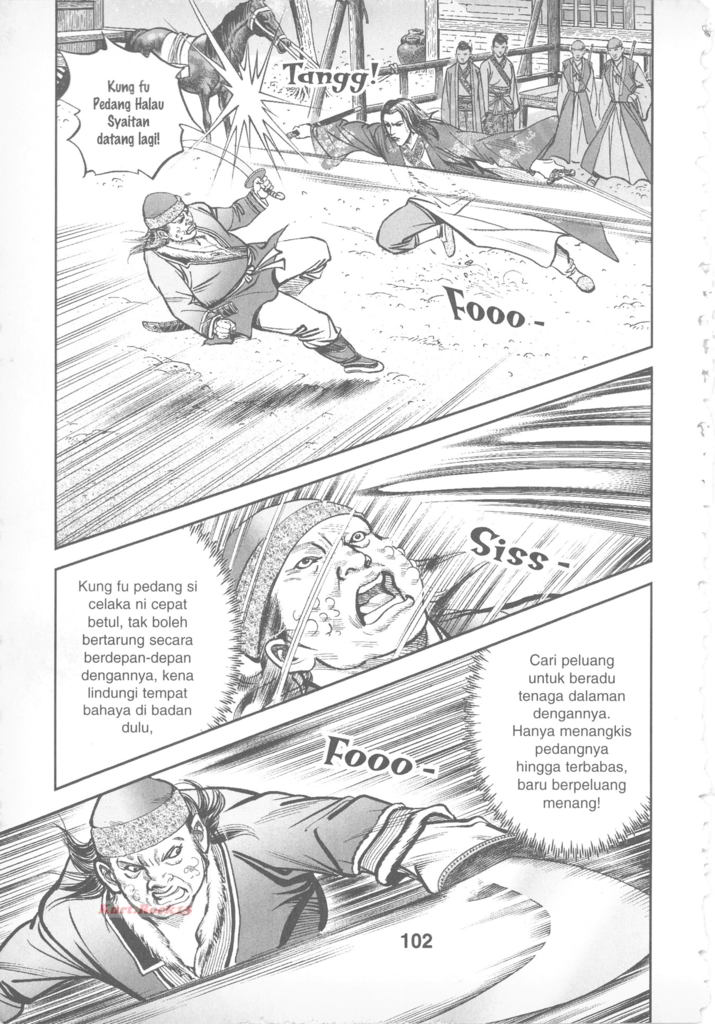 Kung fu
Pedang Halau
Syaitan
datang lagi!
Tangg!
Fooo -
Siss -
Kung fu pedang si
celaka ni cepat
betul, tak boleh
bertarung secara
berdepan-depan
dengannya, kena
lindungi tempat
bahaya di badan
dulu,
Cari peluang
untuk beradu
tenaga dalaman
dengannya.
Hanya menangkis
pedangnya
hingga terbabas,
baru berpeluang
menang!
Fooo -
102